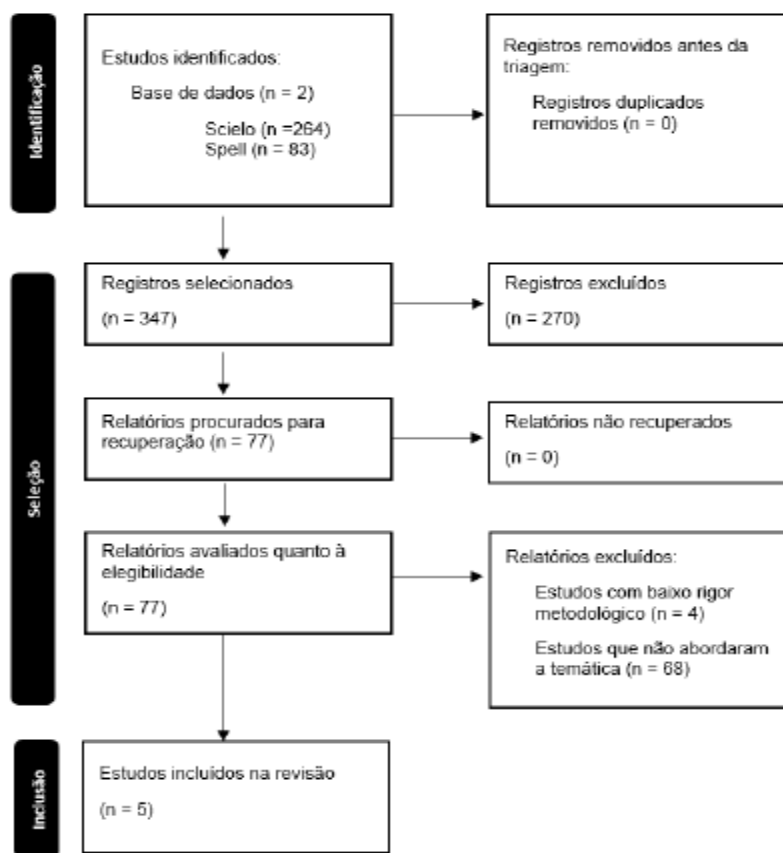 Identificação
Estudos identificados:
Base de dados (n = 2)
Scielo (n =264)
Spell (n = 83)
Registros removidos antes da
triagem:
Registros duplicados
removidos (n = 0)
Seleção
Registros selecionados
(n = 347)
Registros excluídos
(n = 270)
Relatórios procurados para
recuperação (n = 77)
Relatórios não recuperados
(n = 0)
Relatórios avaliados quanto à
elegibilidade
(n = 77)
Relatórios excluídos:
Estudos com baixo rigor
metodológico (n = 4)
Estudos que não abordaram
a temática (n = 68)
Inclusão
Estudos incluídos na revisão
(n = 5)